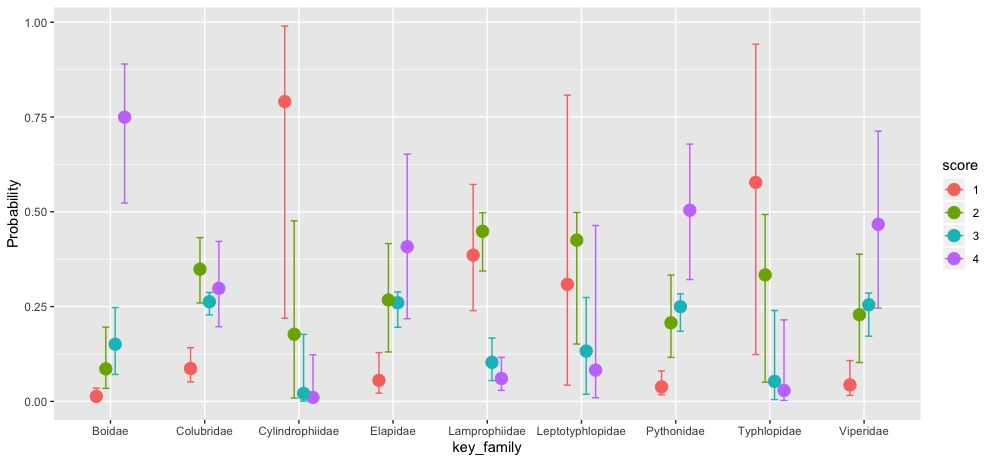 1.00
0.75
0.50
0.25
0.00
Probability
Boidae Colubridae Cylindrophiidae Elapidae Lamprophiidae Leptotyphlopidae Pythonidae Typhlopidae Viperidae
key_family
score
1
2
3
4